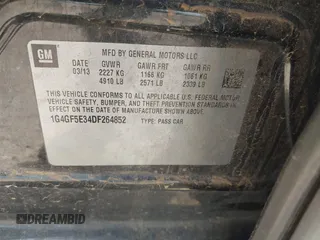 GM
MFD BY GENERAL MOTORS LLC
03/13 GVWR GAWR FRT GAWR RR
2227 KG 1166 KG 1061 KG
4910 LB 2571 LB 2339 LB
THIS VEHICLE CONFORMS TO ALL APPLICABLE U.S. FEDERAL MOTOR
VEHICLE SAFETY, BUMPER, AND THEFT PREVENTION STANDARDS IN
EFFECT ON THE DATE OF MANUFACTURE SHOWN ABOVE.
1G4GF5E34DF264852 TYPE: PASS CAR
DREAMBID